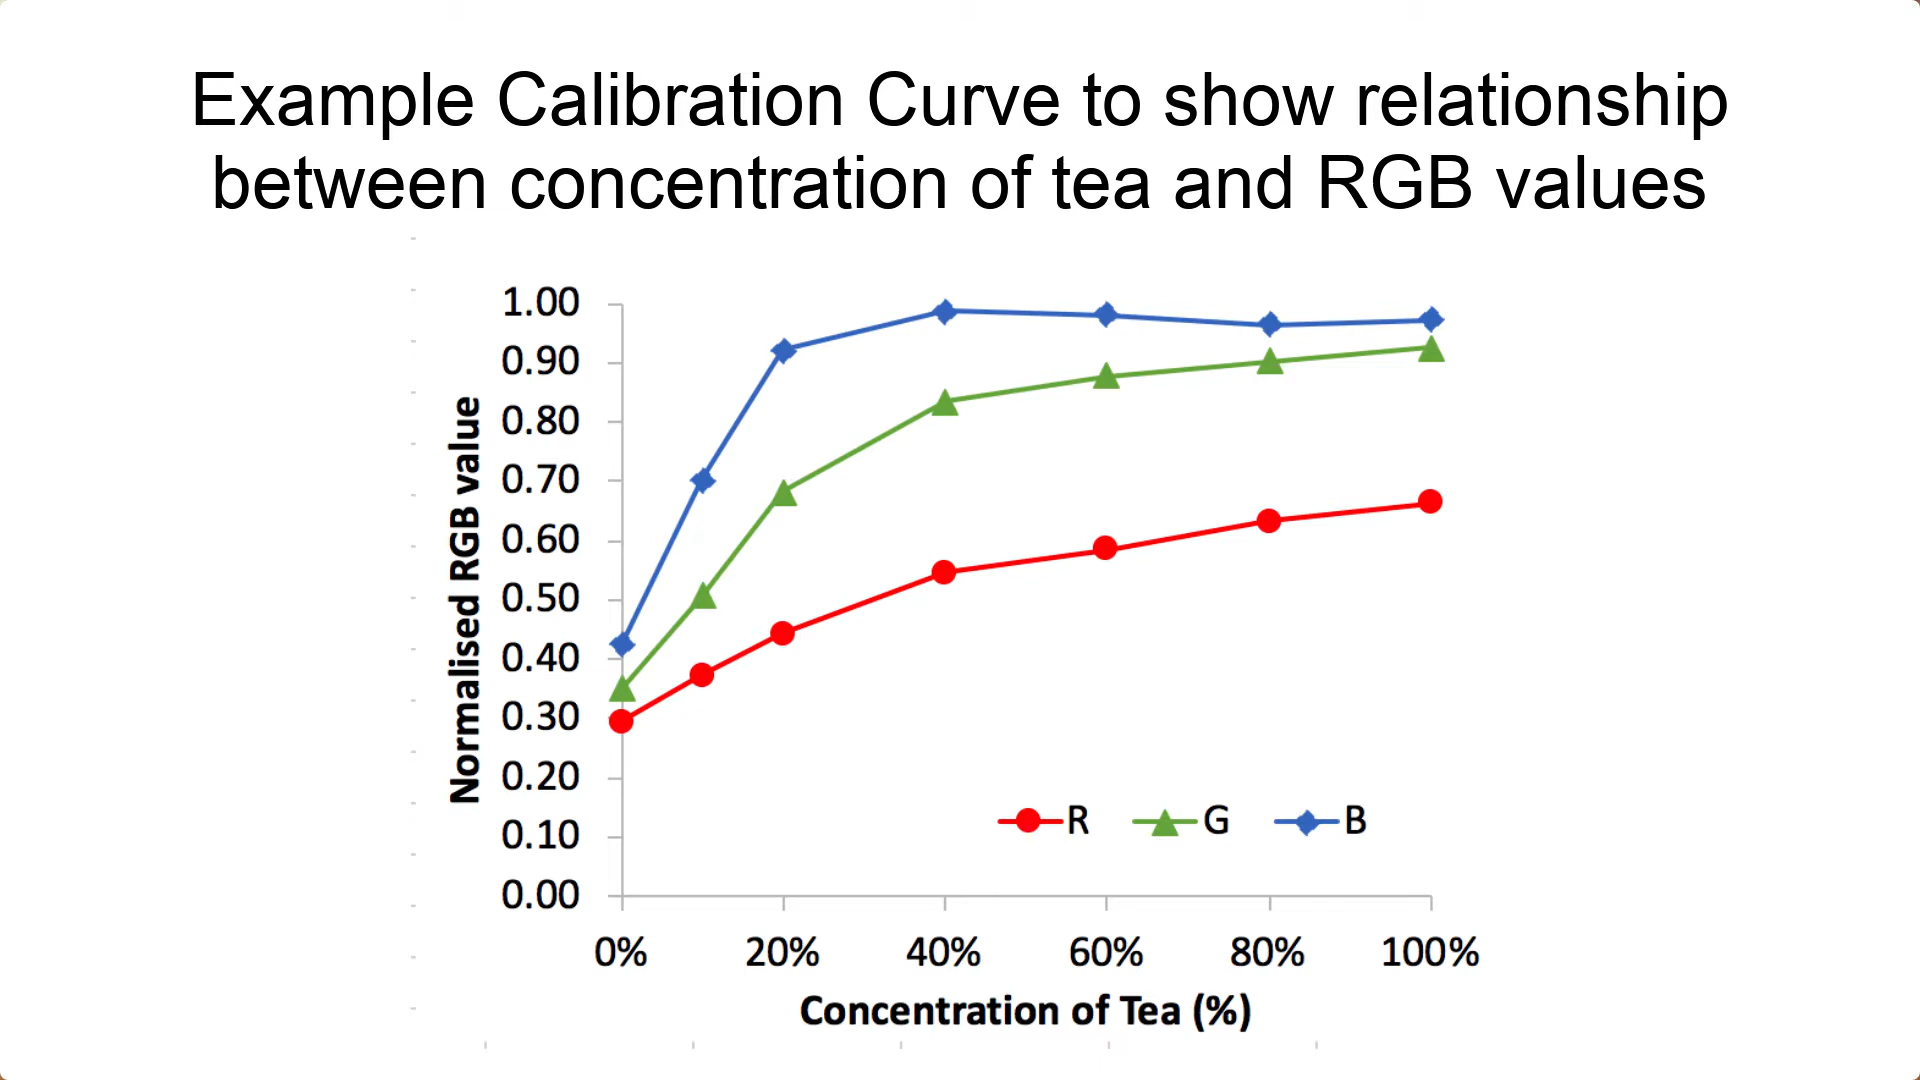 Example Calibration Curve to show relationship
between concentration of tea and RGB values
1.00
0.90
0.80
0.70
0.60
0.50
0.40
0.30
0.20
0.10
0.00
Normalised RGB value
R G B
0% 20% 40% 60% 80% 100%
Concentration of Tea (%)